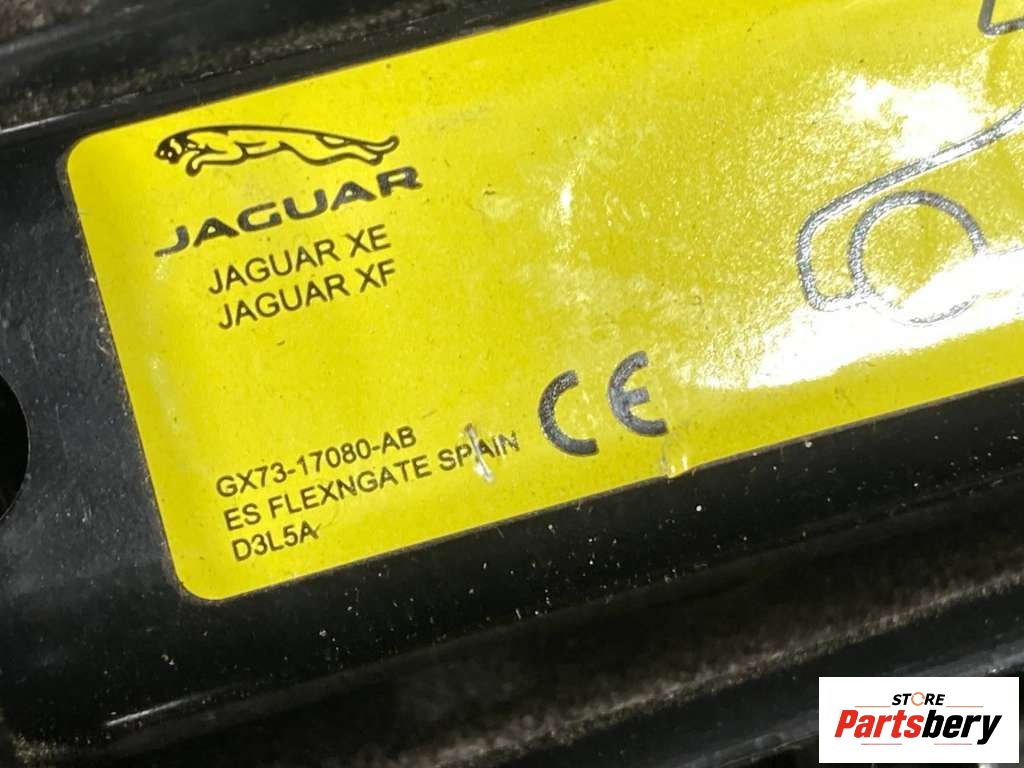 JAGUAR
JAGUAR XE
JAGUAR XF
CE
GX73-17080-AB
ES FLEXNGATE SPAIN
D3L5A
STORE
Partsbery